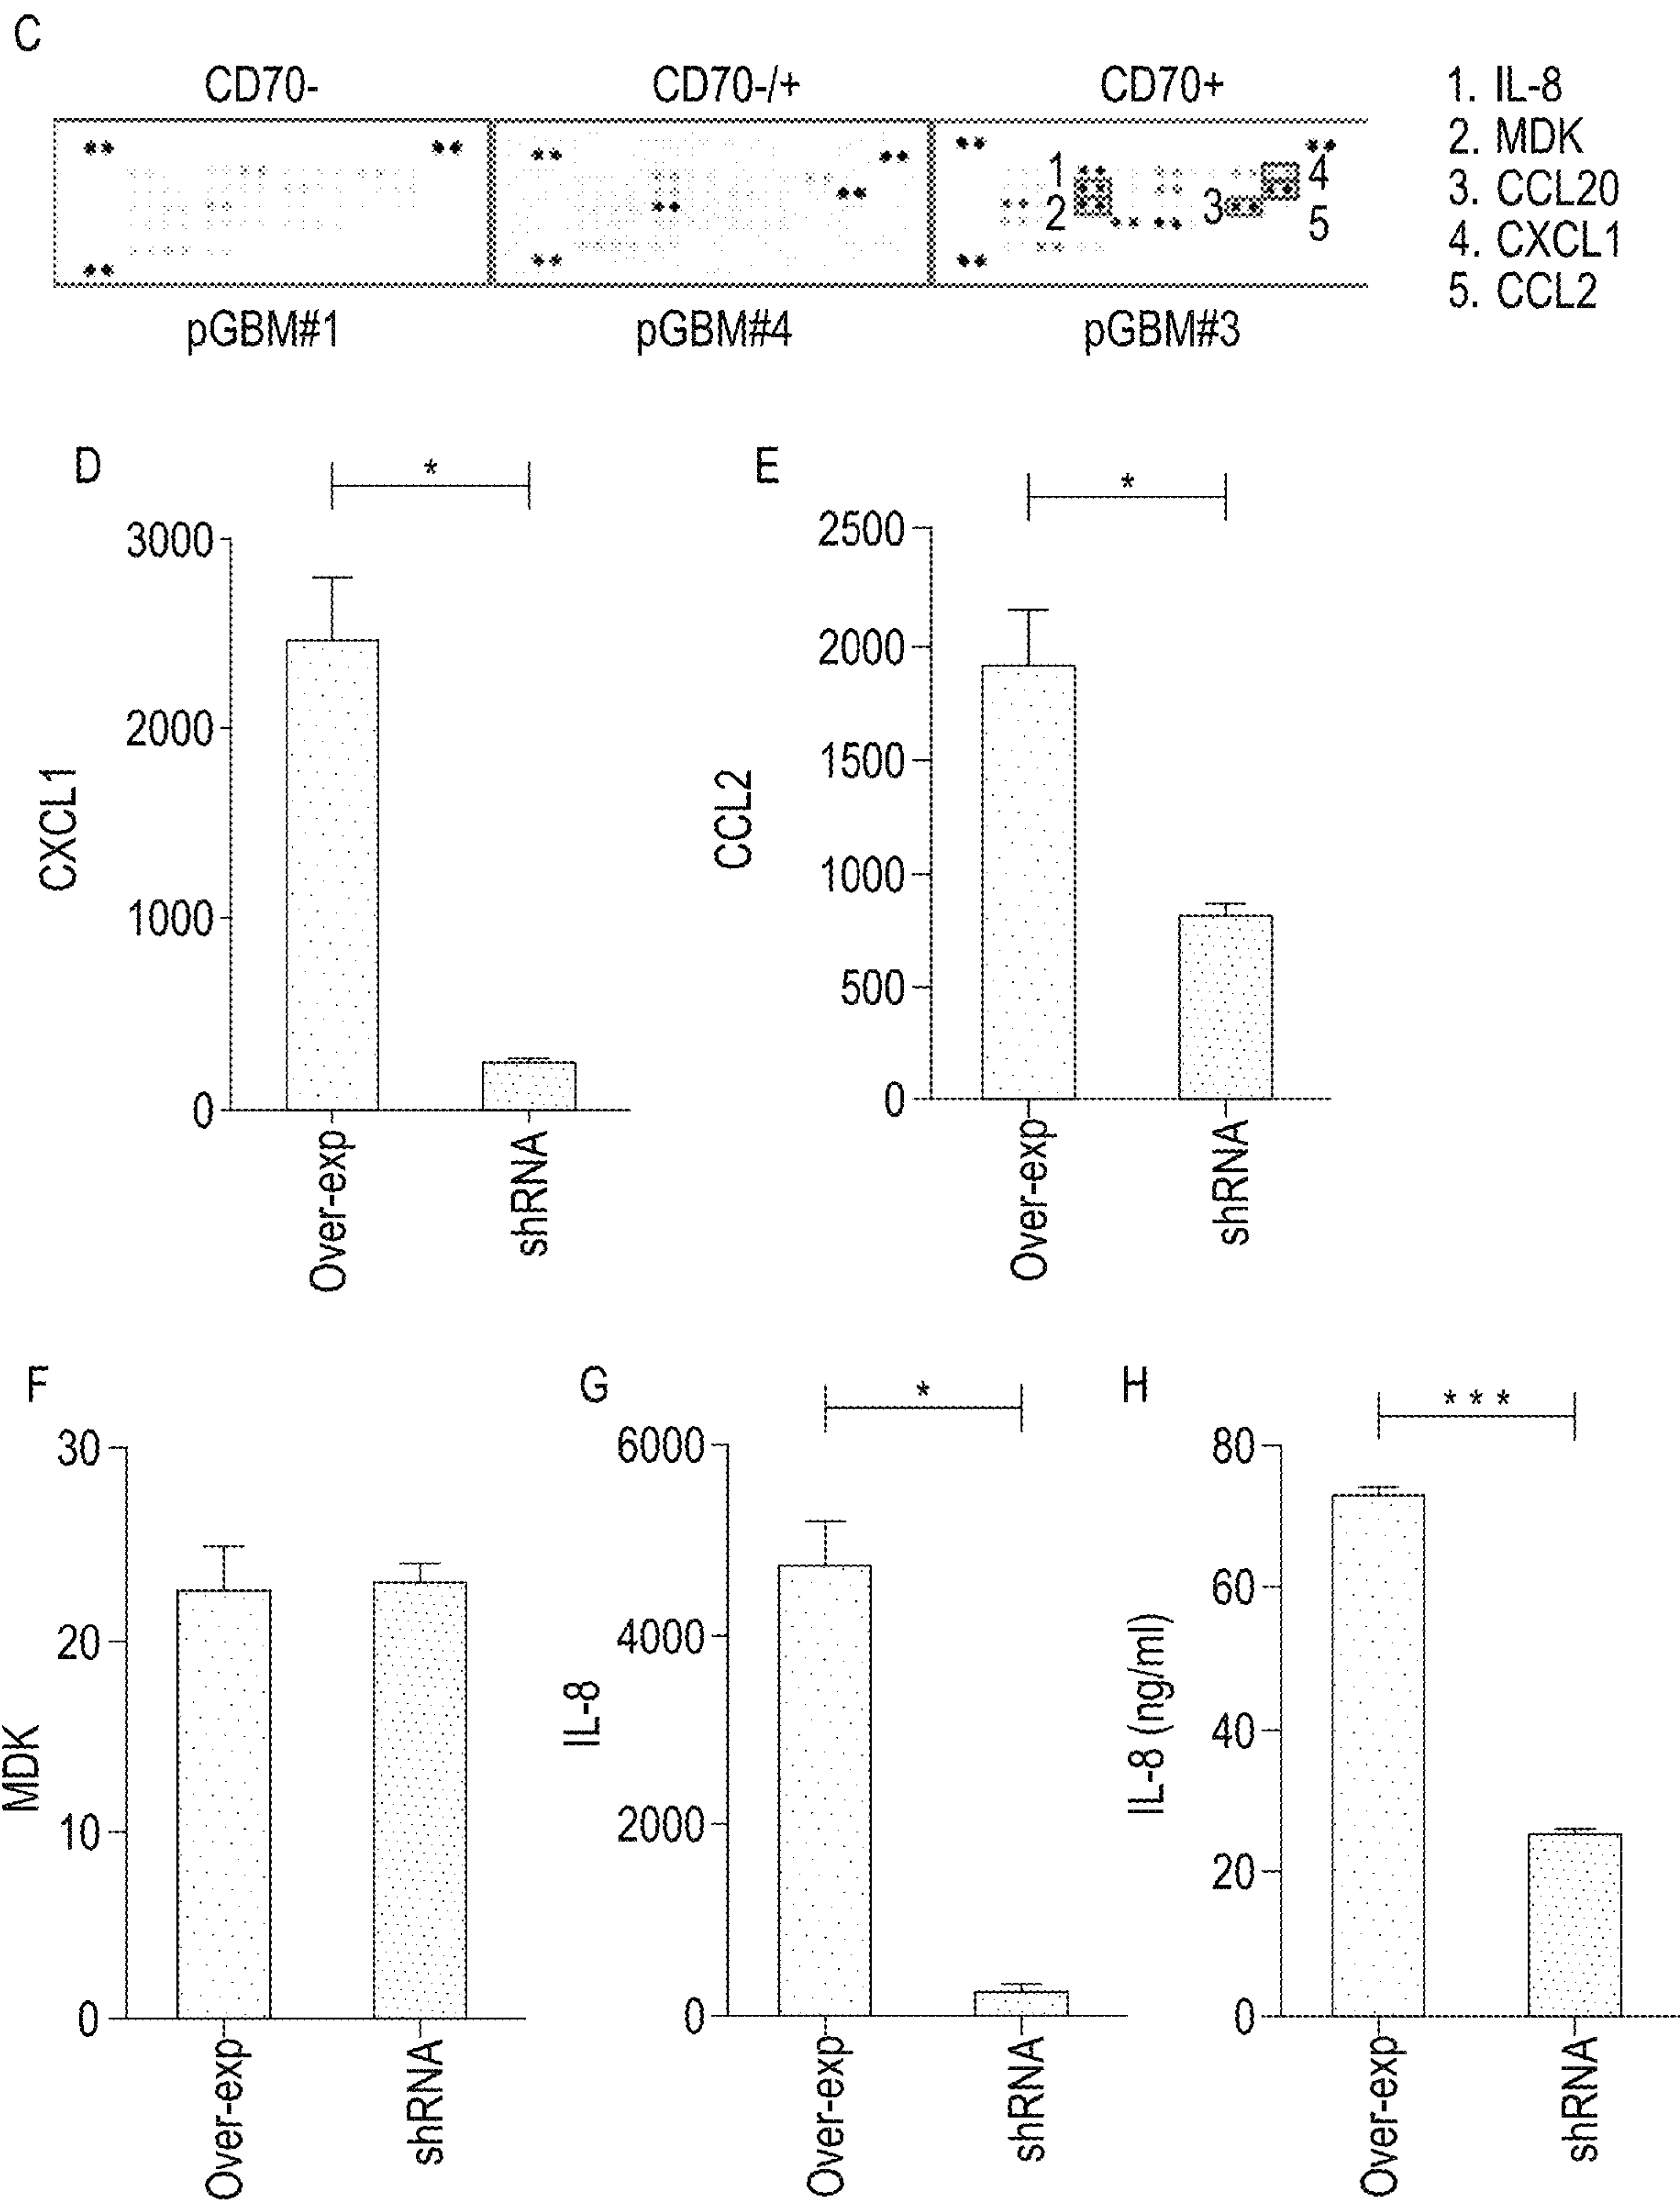 C
CD70-
CD70-/+
CD70+
1
2
3
4
5
1. IL-8
2. MDK
3. CCL20
4. CXCL1
5. CCL2
pGBM#1
pGBM#4
pGBM#3
D
*
3000
2000
1000
0
CXCL1
Over-exp
shRNA
E
*
2500
2000
1500
1000
500
0
CCL2
Over-exp
shRNA
F
30
20
10
0
MDK
Over-exp
shRNA
G
*
6000
4000
2000
0
IL-8
Over-exp
shRNA
H
***
80
60
40
20
0
IL-8 (ng/ml)
Over-exp
shRNA